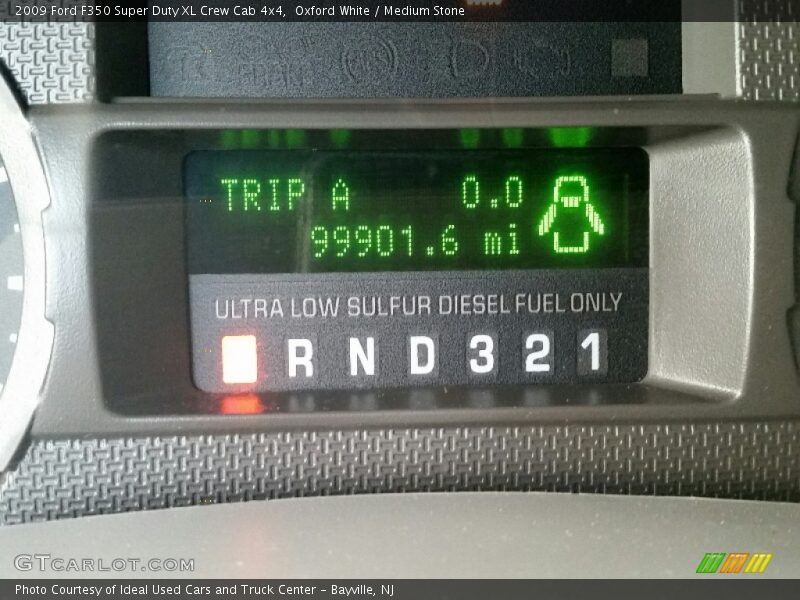 2009 Ford F350 Super Duty XL Crew Cab 4x4,  Oxford White / Medium Stone
TRIP A 0.0
99901.6 mi
ULTRA LOW SULFUR DIESEL FUEL ONLY
R N D 3 2 1
GTCARLOT.COM
Photo Courtesy of Ideal Used Cars and Truck Center – Bayville, NJ